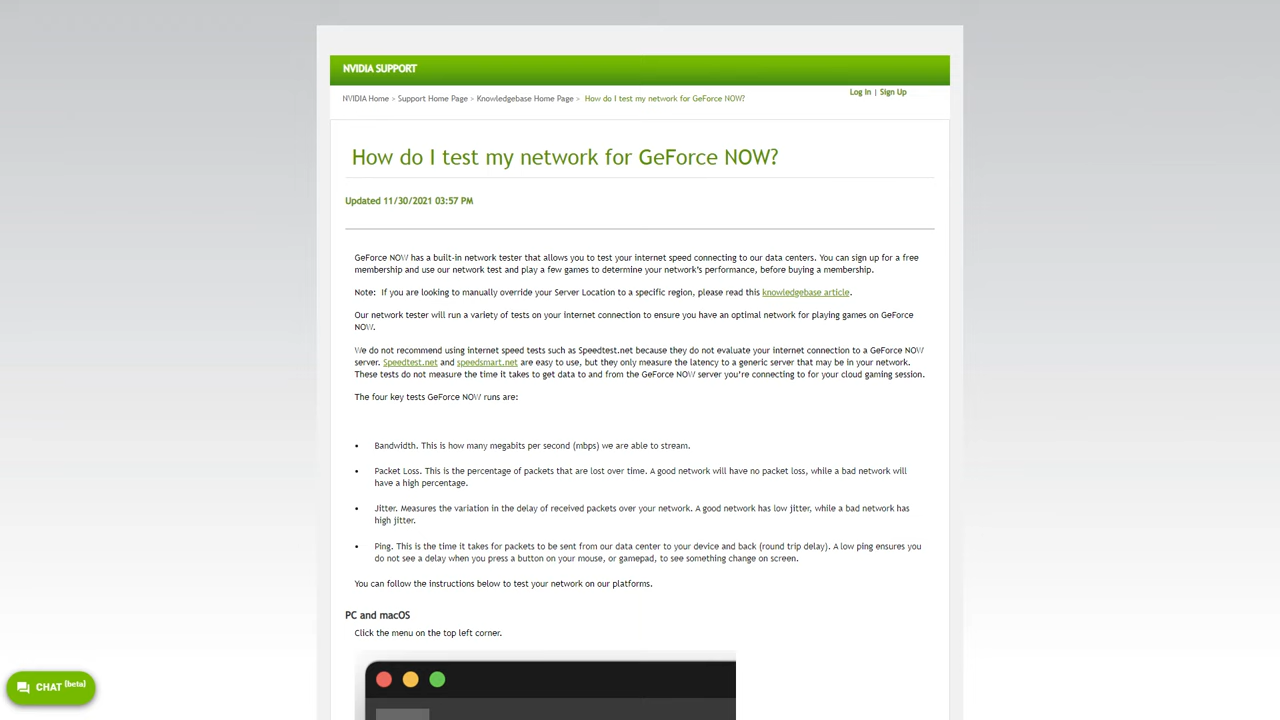 NVIDIA SUPPORT
NVIDIA Home > Support Home Page > Knowledgebase Home Page > How do I test my network for GeForce NOW?
Log In | Sign Up
How do I test my network for GeForce NOW?
Updated 11/30/2021 03:57 PM
GeForce NOW has a built-in network tester that allows you to test your internet speed connecting to our data centers. You can sign up for a free
membership and use our network test and play a few games to determine your network's performance, before buying a membership.
Note: If you are looking to manually override your Server Location to a specific region, please read this knowledgebase article.
Our network tester will run a variety of tests on your internet connection to ensure you have an optimal network for playing games on GeForce
NOW.
We do not recommend using internet speed tests such as Speedtest.net because they do not evaluate your internet connection to a GeForce NOW
server. Speedtest.net and speedsmart.net are easy to use, but they only measure the latency to a generic server that may be in your network.
These tests do not measure the time it takes to get data to and from the GeForce NOW server you're connecting to for your cloud gaming session.
The four key tests GeForce NOW runs are:
• Bandwidth. This is how many megabits per second (mbps) we are able to stream.
• Packet Loss. This is the percentage of packets that are lost over time. A good network will have no packet loss, while a bad network will
have a high percentage.
• Jitter. Measures the variation in the delay of received packets over your network. A good network has low jitter, while a bad network has
high jitter.
• Ping. This is the time it takes for packets to be sent from our data center to your device and back (round trip delay). A low ping ensures you
do not see a delay when you press a button on your mouse, or gamepad, to see something change on screen.
You can follow the instructions below to test your network on our platforms.
PC and macOS
Click the menu on the top left corner.
CHAT [beta]